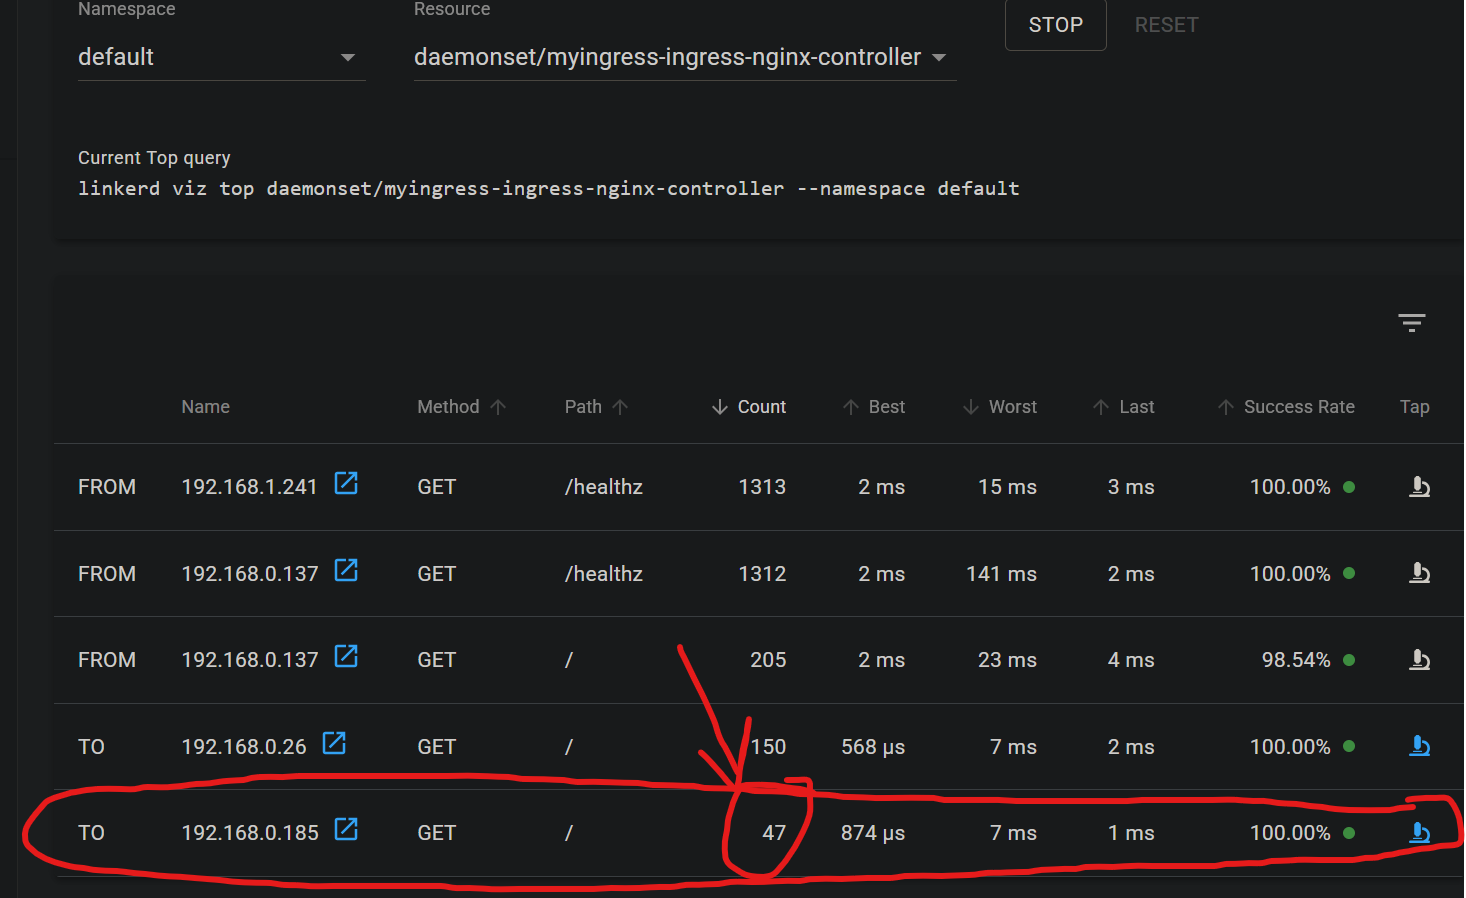 Namespace Resource
default daemonset/myingress-ingress-nginx-controller STOP RESET
Current Top query
linkerd viz top daemonset/myingress-ingress-nginx-controller --namespace default
Name Method Path Count Best Worst Last Success Rate Tap
FROM 192.168.1.241 GET /healthz 1313 2 ms 15 ms 3 ms 100.00%
FROM 192.168.0.137 GET /healthz 1312 2 ms 141 ms 2 ms 100.00%
FROM 192.168.0.137 GET / 205 2 ms 23 ms 4 ms 98.54%
TO 192.168.0.26 GET / 150 568 µs 7 ms 2 ms 100.00%
TO 192.168.0.185 GET / 47 874 µs 7 ms 1 ms 100.00%